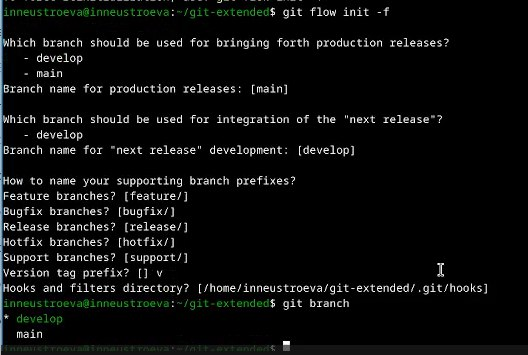 inneustroeva@inneustroeva:~/git-extended$ git flow init -f
Which branch should be used for bringing forth production releases?
- develop
- main
Branch name for production releases: [main]
Which branch should be used for integration of the "next release"?
- develop
Branch name for "next release" development: [develop]
How to name your supporting branch prefixes?
Feature branches? [feature/]
Bugfix branches? [bugfix/]
Release branches? [release/]
Hotfix branches? [hotfix/]
Support branches? [support/]
Version tag prefix? [] v
Hooks and filters directory? [/home/inneustroeva/git-extended/.git/hooks]
inneustroeva@inneustroeva:~/git-extended$ git branch
* develop
main
inneustroeva@inneustroeva:~/git-extended$